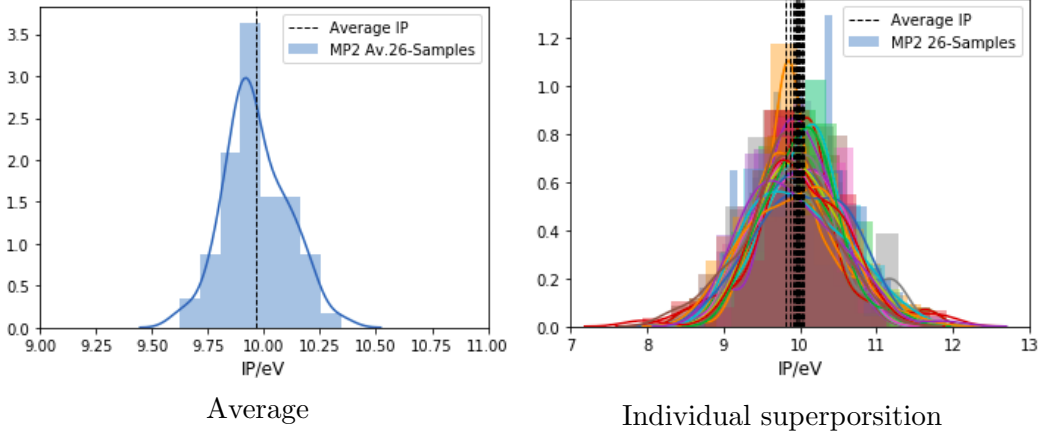 Average IP
MP2 Av.26-Samples
3.5
3.0
2.5
2.0
1.5
1.0
0.5
0.0
9.00 9.25 9.50 9.75 10.00 10.25 10.50 10.75 11.00
IP/eV
Average
Average IP
MP2 26-Samples
1.2
1.0
0.8
0.6
0.4
0.2
0.0
7 8 9 10 11 12 13
IP/eV
Individual superporsition